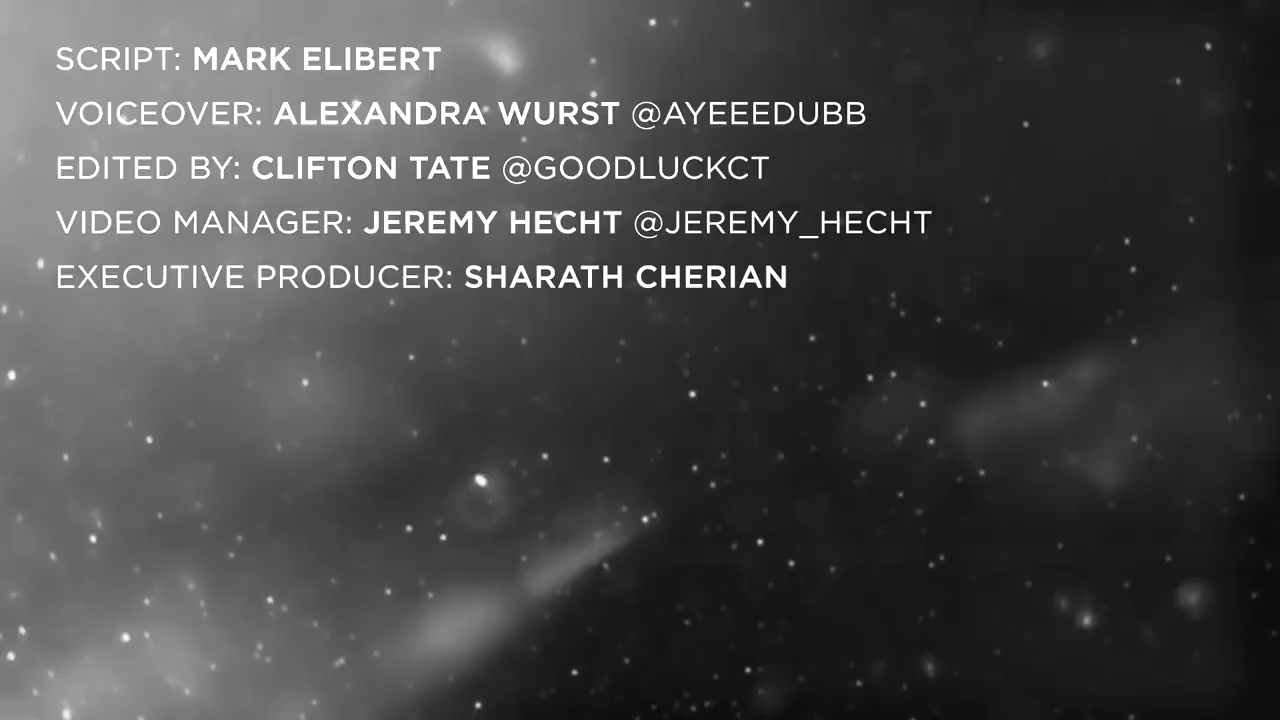 SCRIPT: MARK ELIBERT
VOICEOVER: ALEXANDRA WURST @AYEEEDUBB
EDITED BY: CLIFTON TATE @GOODLUCKCT
VIDEO MANAGER: JEREMY HECHT @JEREMY_HECHT
EXECUTIVE PRODUCER: SHARATH CHERIAN